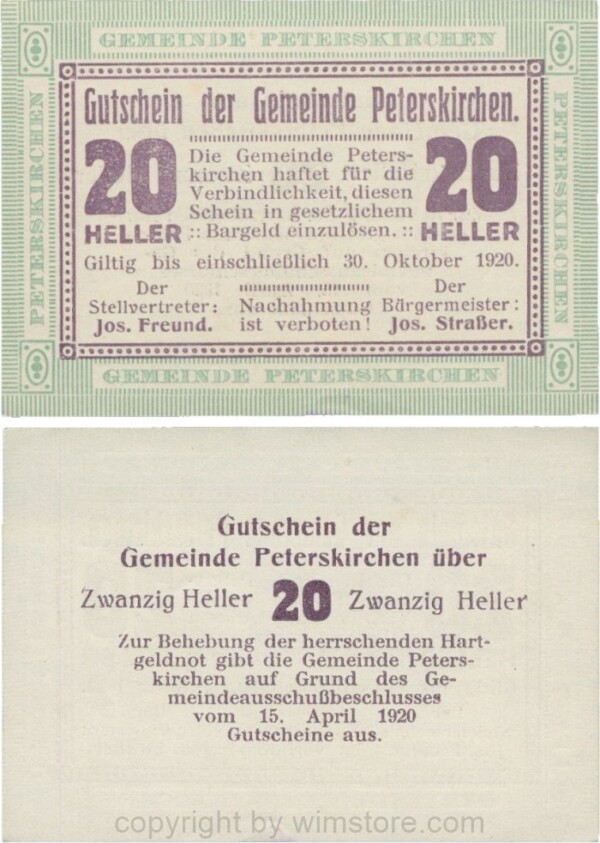 GEMEINDE PETERSKIRCHEN
PETERSKIRCHEN
PETERSKIRCHEN
Gutschein der Gemeinde Peterskirchen.
20
HELLER
Die Gemeinde Peters-
kirchen haftet für die
Verbindlichkeit, diesen
Schein in gesetzlichem
:: Bargeld einzulösen. ::
20
HELLER
Giltig bis einschließlich 30. Oktober 1920.
Der
Stellvertreter:
Jos. Freund.
Nachahmung
ist verboten!
Der
Bürgermeister:
Jos. Straßer.
GEMEINDE PETERSKIRCHEN
Gutschein der
Gemeinde Peterskirchen über
Zwanzig Heller 20 Zwanzig Heller
Zur Behebung der herrschenden Hart-
geldnot gibt die Gemeinde Peters-
kirchen auf Grund des Ge-
meindeausschußbeschlusses
vom 15. April 1920
Gutscheine aus.
copyright by wimstore.com